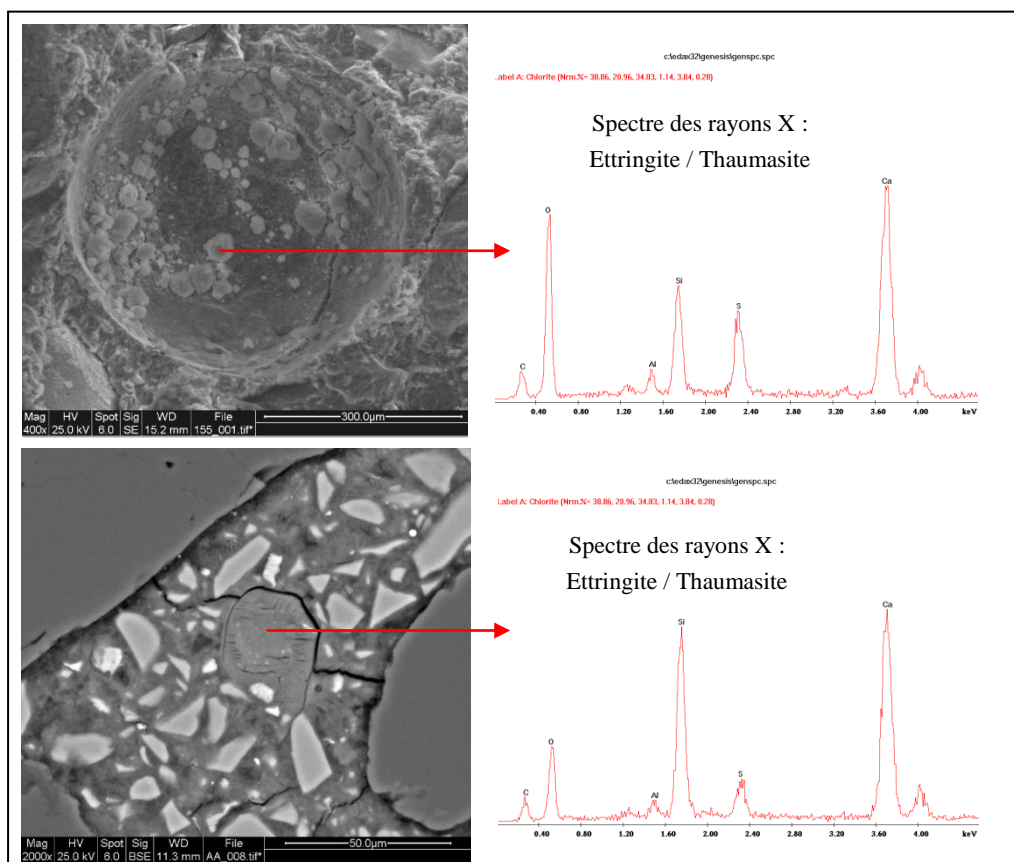 c:\edax32\genesis\genspc.spc
Label A: Chlorite (Nrm.%= 38.86, 20.96, 34.83, 1.14, 3.84, 0.28)
Spectre des rayons X :
Ettringite / Thaumasite
Ca
O
Si
S
C
Al
0.40 0.80 1.20 1.60 2.00 2.40 2.80 3.20 3.60 4.00 keV
Mag HV Spot Sig WD File
400x 25.0 kV 6.0 SE 15.2 mm 155_001.tif*
300.0µm
c:\edax32\genesis\genspc.spc
Label A: Chlorite (Nrm.%= 38.86, 20.96, 34.83, 1.14, 3.84, 0.28)
Spectre des rayons X :
Ettringite / Thaumasite
Ca
Si
O
S
C
Al
0.40 0.80 1.20 1.60 2.00 2.40 2.80 3.20 3.60 4.00 keV
Mag HV Spot Sig WD File
2000x 25.0 kV 6.0 BSE 11.3 mm AA_008.tif*
50.0µm